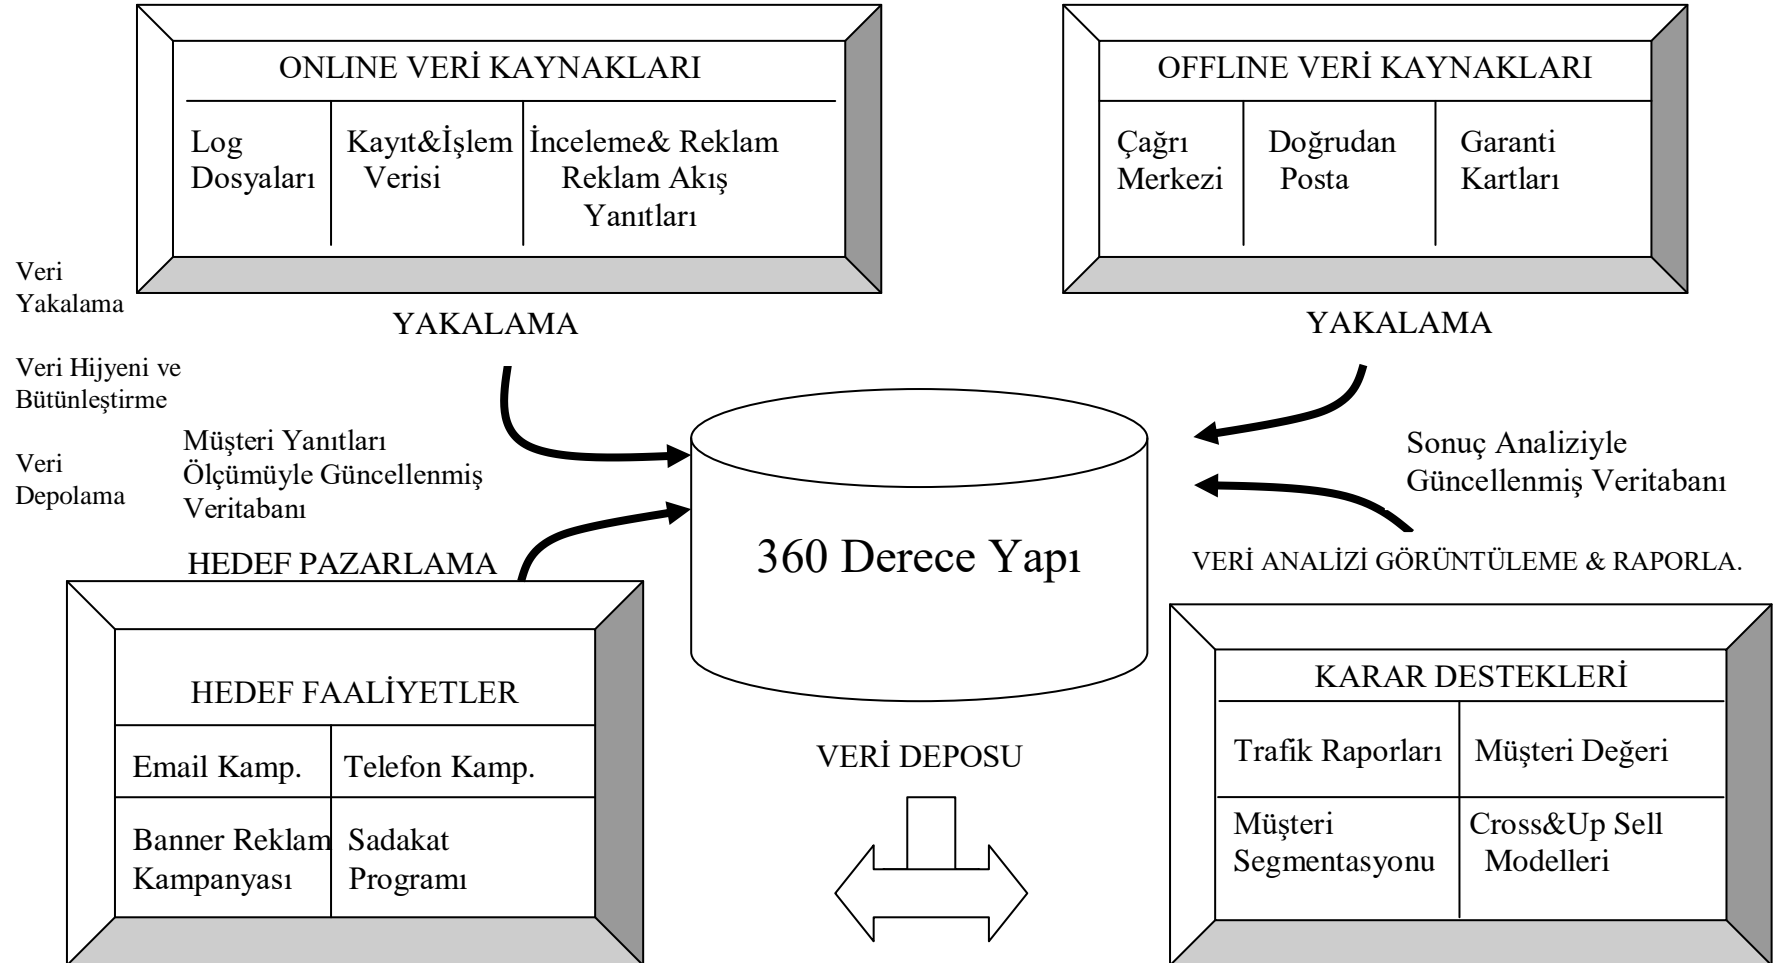 ONLINE VERİ KAYNAKLARI
Log
Dosyaları
Kayıt&İşlem
Verisi
İnceleme& Reklam
Reklam Akış
Yanıtları
OFFLINE VERİ KAYNAKLARI
Çağrı
Merkezi
Doğrudan
Posta
Garanti
Kartları
Veri
Yakalama
YAKALAMA
YAKALAMA
Veri Hijyeni ve
Bütünleştirme
Veri
Depolama
Müşteri Yanıtları
Ölçümüyle Güncellenmiş
Veritabanı
Sonuç Analiziyle
Güncellenmiş Veritabanı
360 Derece Yapı
HEDEF PAZARLAMA
VERİ ANALİZİ GÖRÜNTÜLEME & RAPORLA.
HEDEF FAALİYETLER
Email Kamp.
Telefon Kamp.
Banner Reklam
Kampanyası
Sadakat
Programı
VERİ DEPOSU
KARAR DESTEKLERİ
Trafik Raporları
Müşteri Değeri
Müşteri
Segmentasyonu
Cross&Up Sell
Modelleri